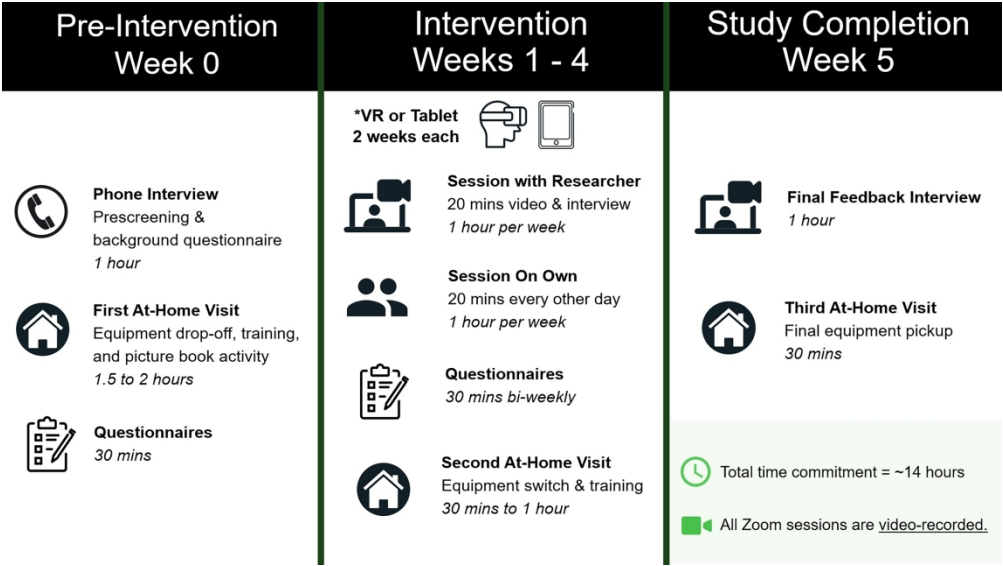 Pre-Intervention
Week 0
Phone Interview
Prescreening &
background questionnaire
1 hour
First At-Home Visit
Equipment drop-off, training,
and picture book activity
1.5 to 2 hours
Questionnaires
30 mins
Intervention
Weeks 1 - 4
*VR or Tablet
2 weeks each
Session with Researcher
20 mins video & interview
1 hour per week
Session On Own
20 mins every other day
1 hour per week
Questionnaires
30 mins bi-weekly
Second At-Home Visit
Equipment switch & training
30 mins to 1 hour
Study Completion
Week 5
Final Feedback Interview
1 hour
Third At-Home Visit
Final equipment pickup
30 mins
Total time commitment = ~14 hours
All Zoom sessions are video-recorded.